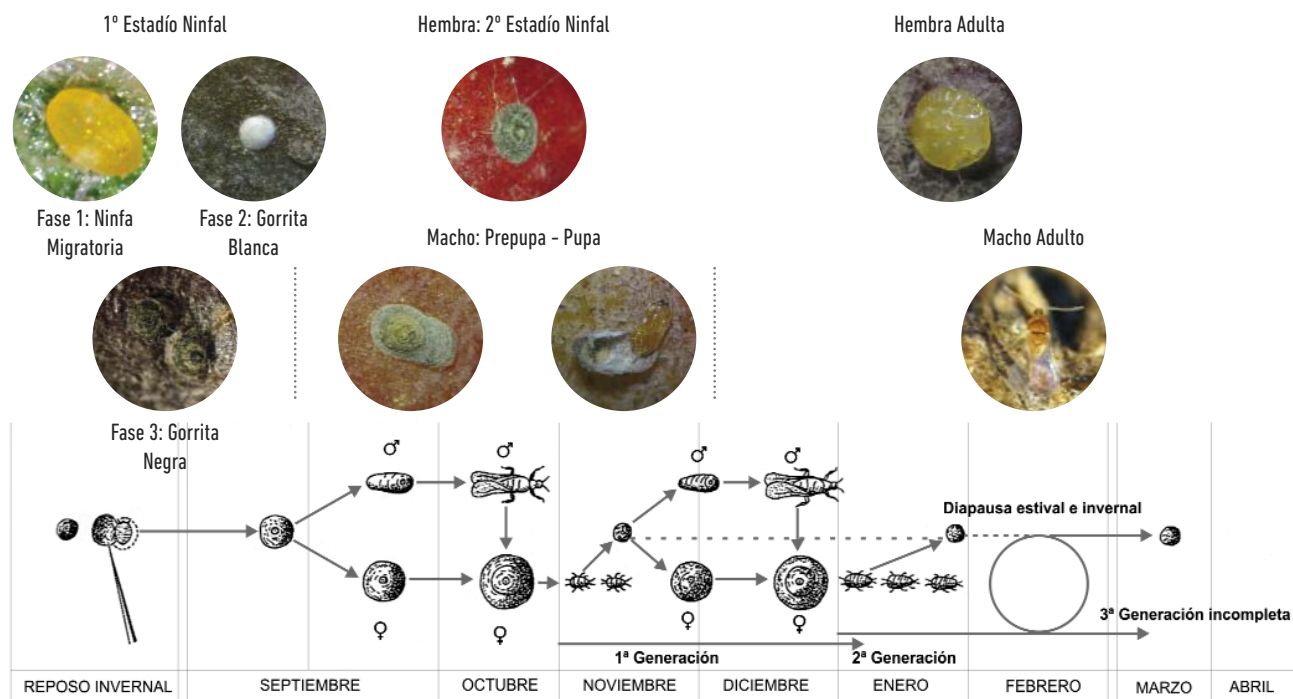 1º Estadío Ninfal
Hembra: 2º Estadío Ninfal
Hembra Adulta
Fase 1: Ninfa
Migratoria
Fase 2: Gorrita
Blanca
Macho: Prepupa - Pupa
Macho Adulto
Fase 3: Gorrita
Negra
♂
♂
♂
♂
Diapausa estival e invernal
♀
♀
♀
♀
3ª Generación incompleta
1ª Generación
2ª Generación
REPOSO INVERNAL
SEPTIEMBRE
OCTUBRE
NOVIEMBRE
DICIEMBRE
ENERO
FEBRERO
MARZO
ABRIL